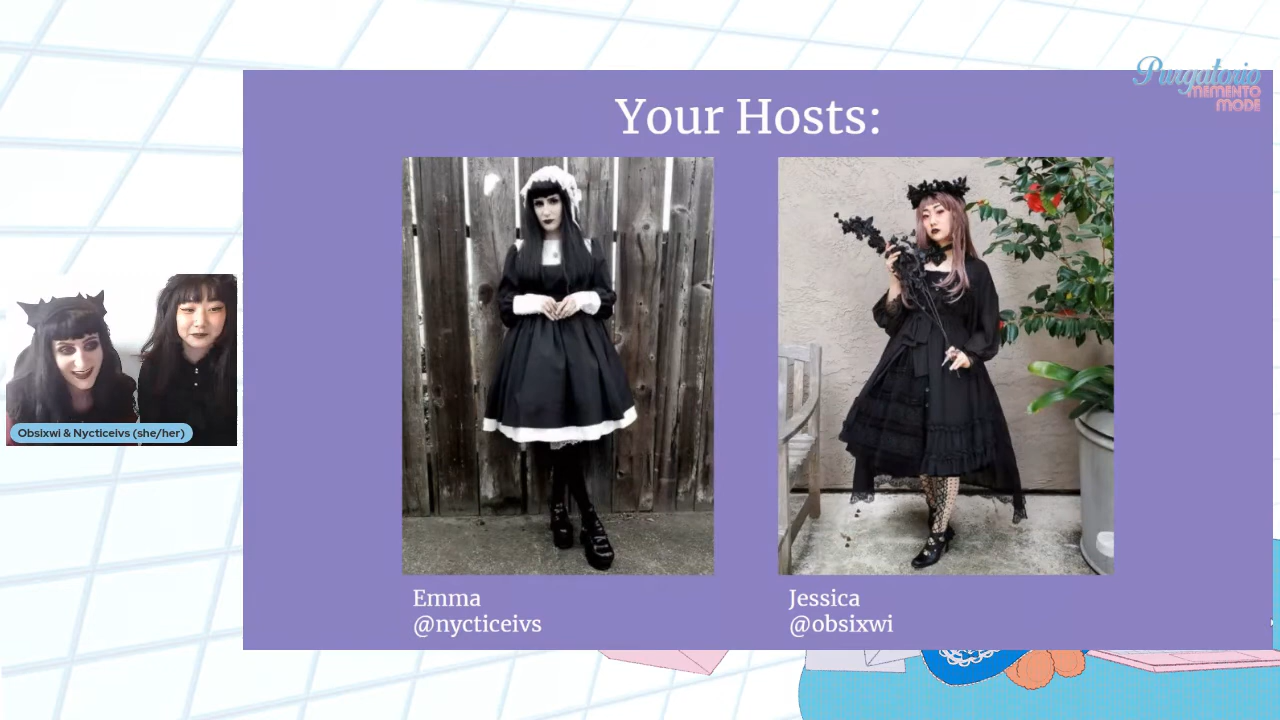 Purgatorio
MEMENTO
MODE
Your Hosts:
Obsixwi & Nycticeivs (she/her)
Emma
@nycticeivs
Jessica
@obsixwi